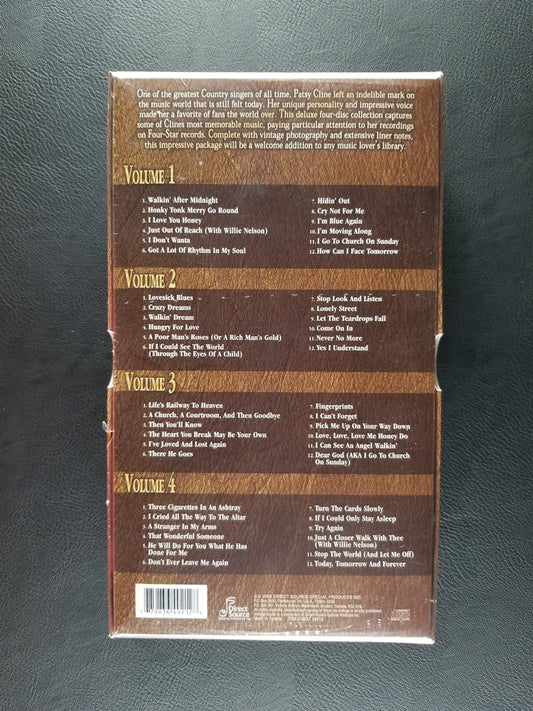 One of the greatest Country singers of all time, Patsy Cline left an indelible mark on
the music world that is still felt today. Her unique personality and impressive voice
made her a favorite of fans the world over. This deluxe four-disc collection captures
some of Clines most memorable music, paying particular attention to her recordings
on Four-Star records. Complete with vintage photography and extensive liner notes,
this impressive package will be a welcome addition to any music lover's library.
VOLUME 1
1. Walkin' After Midnight
2. Honky Tonk Merry Go Round
3. I Love You Honey
4. Just Out Of Reach (With Willie Nelson)
5. I Don't Wanta
6. Got A Lot Of Rhythm In My Soul
7. Hidin' Out
8. Cry Not For Me
9. I'm Blue Again
10. I'm Moving Along
11. I Go To Church On Sunday
12. How Can I Face Tomorrow
VOLUME 2
1. Lovesick Blues
2. Crazy Dreams
3. Walkin' Dream
4. Hungry For Love
5. A Poor Man's Roses (Or A Rich Man's Gold)
6. If I Could See The World
(Through The Eyes Of A Child)
7. Stop Look And Listen
8. Lonely Street
9. Let The Teardrops Fall
10. Come On In
11. Never No More
12. Yes I Understand
VOLUME 3
1. Life's Railway To Heaven
2. A Church, A Courtroom, And Then Goodbye
3. Then You'll Know
4. The Heart You Break May Be Your Own
5. I've Loved And Lost Again
6. There He Goes
7. Fingerprints
8. I Can't Forget
9. Pick Me Up On Your Way Down
10. Love, Love, Love Me Honey Do
11. I Can See An Angel Walkin'
12. Dear God (AKA I Go To Church
On Sunday)
VOLUME 4
1. Three Cigarettes In An Ashtray
2. I Cried All The Way To The Altar
3. A Stranger In My Arms
4. That Wonderful Someone
5. He Will Do For You What He Has
Done For Me
6. Don't Ever Leave Me Again
7. Turn The Cards Slowly
8. If I Could Only Stay Asleep
9. Try Again
10. Just A Closer Walk With Thee
(With Willie Nelson)
11. Stop The World (And Let Me Off)
12. Today, Tomorrow And Forever
Direct
Source
DIRECT SOURCE SPECIAL PRODUCTS INC.